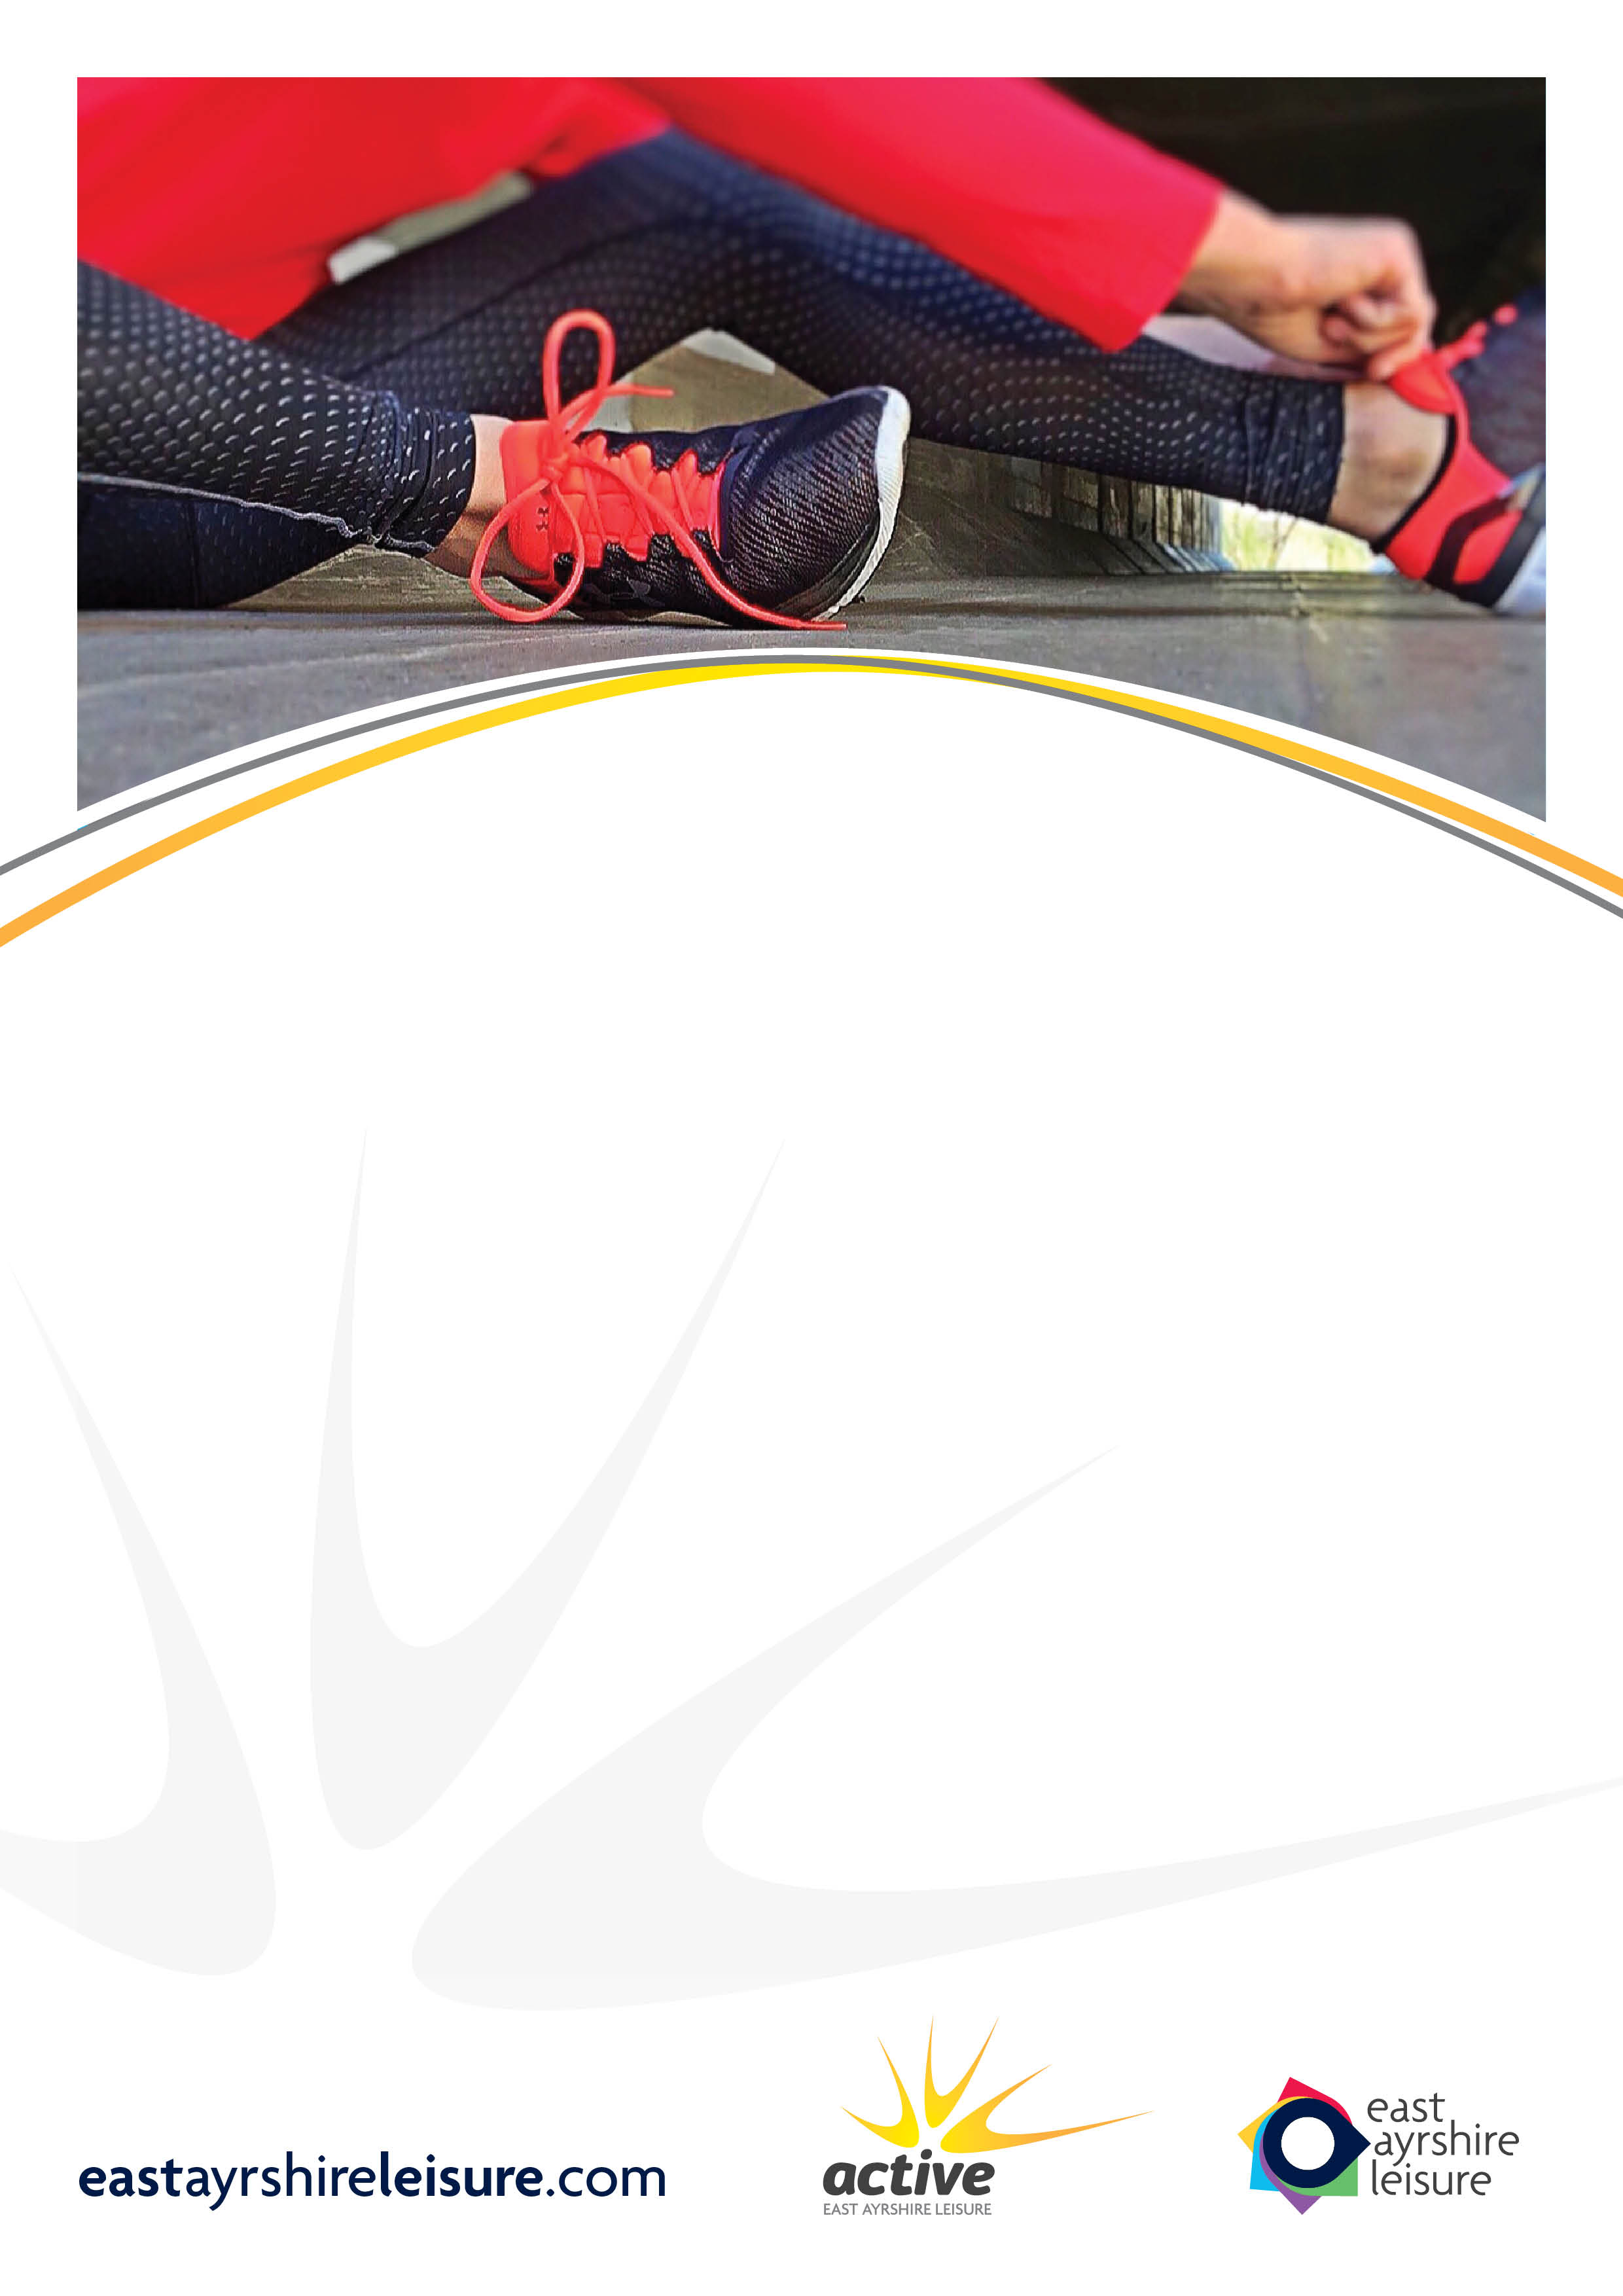 eastayrshireleisure.com
active
EAST AYRSHIRE LEISURE
east
ayrshire
leisure